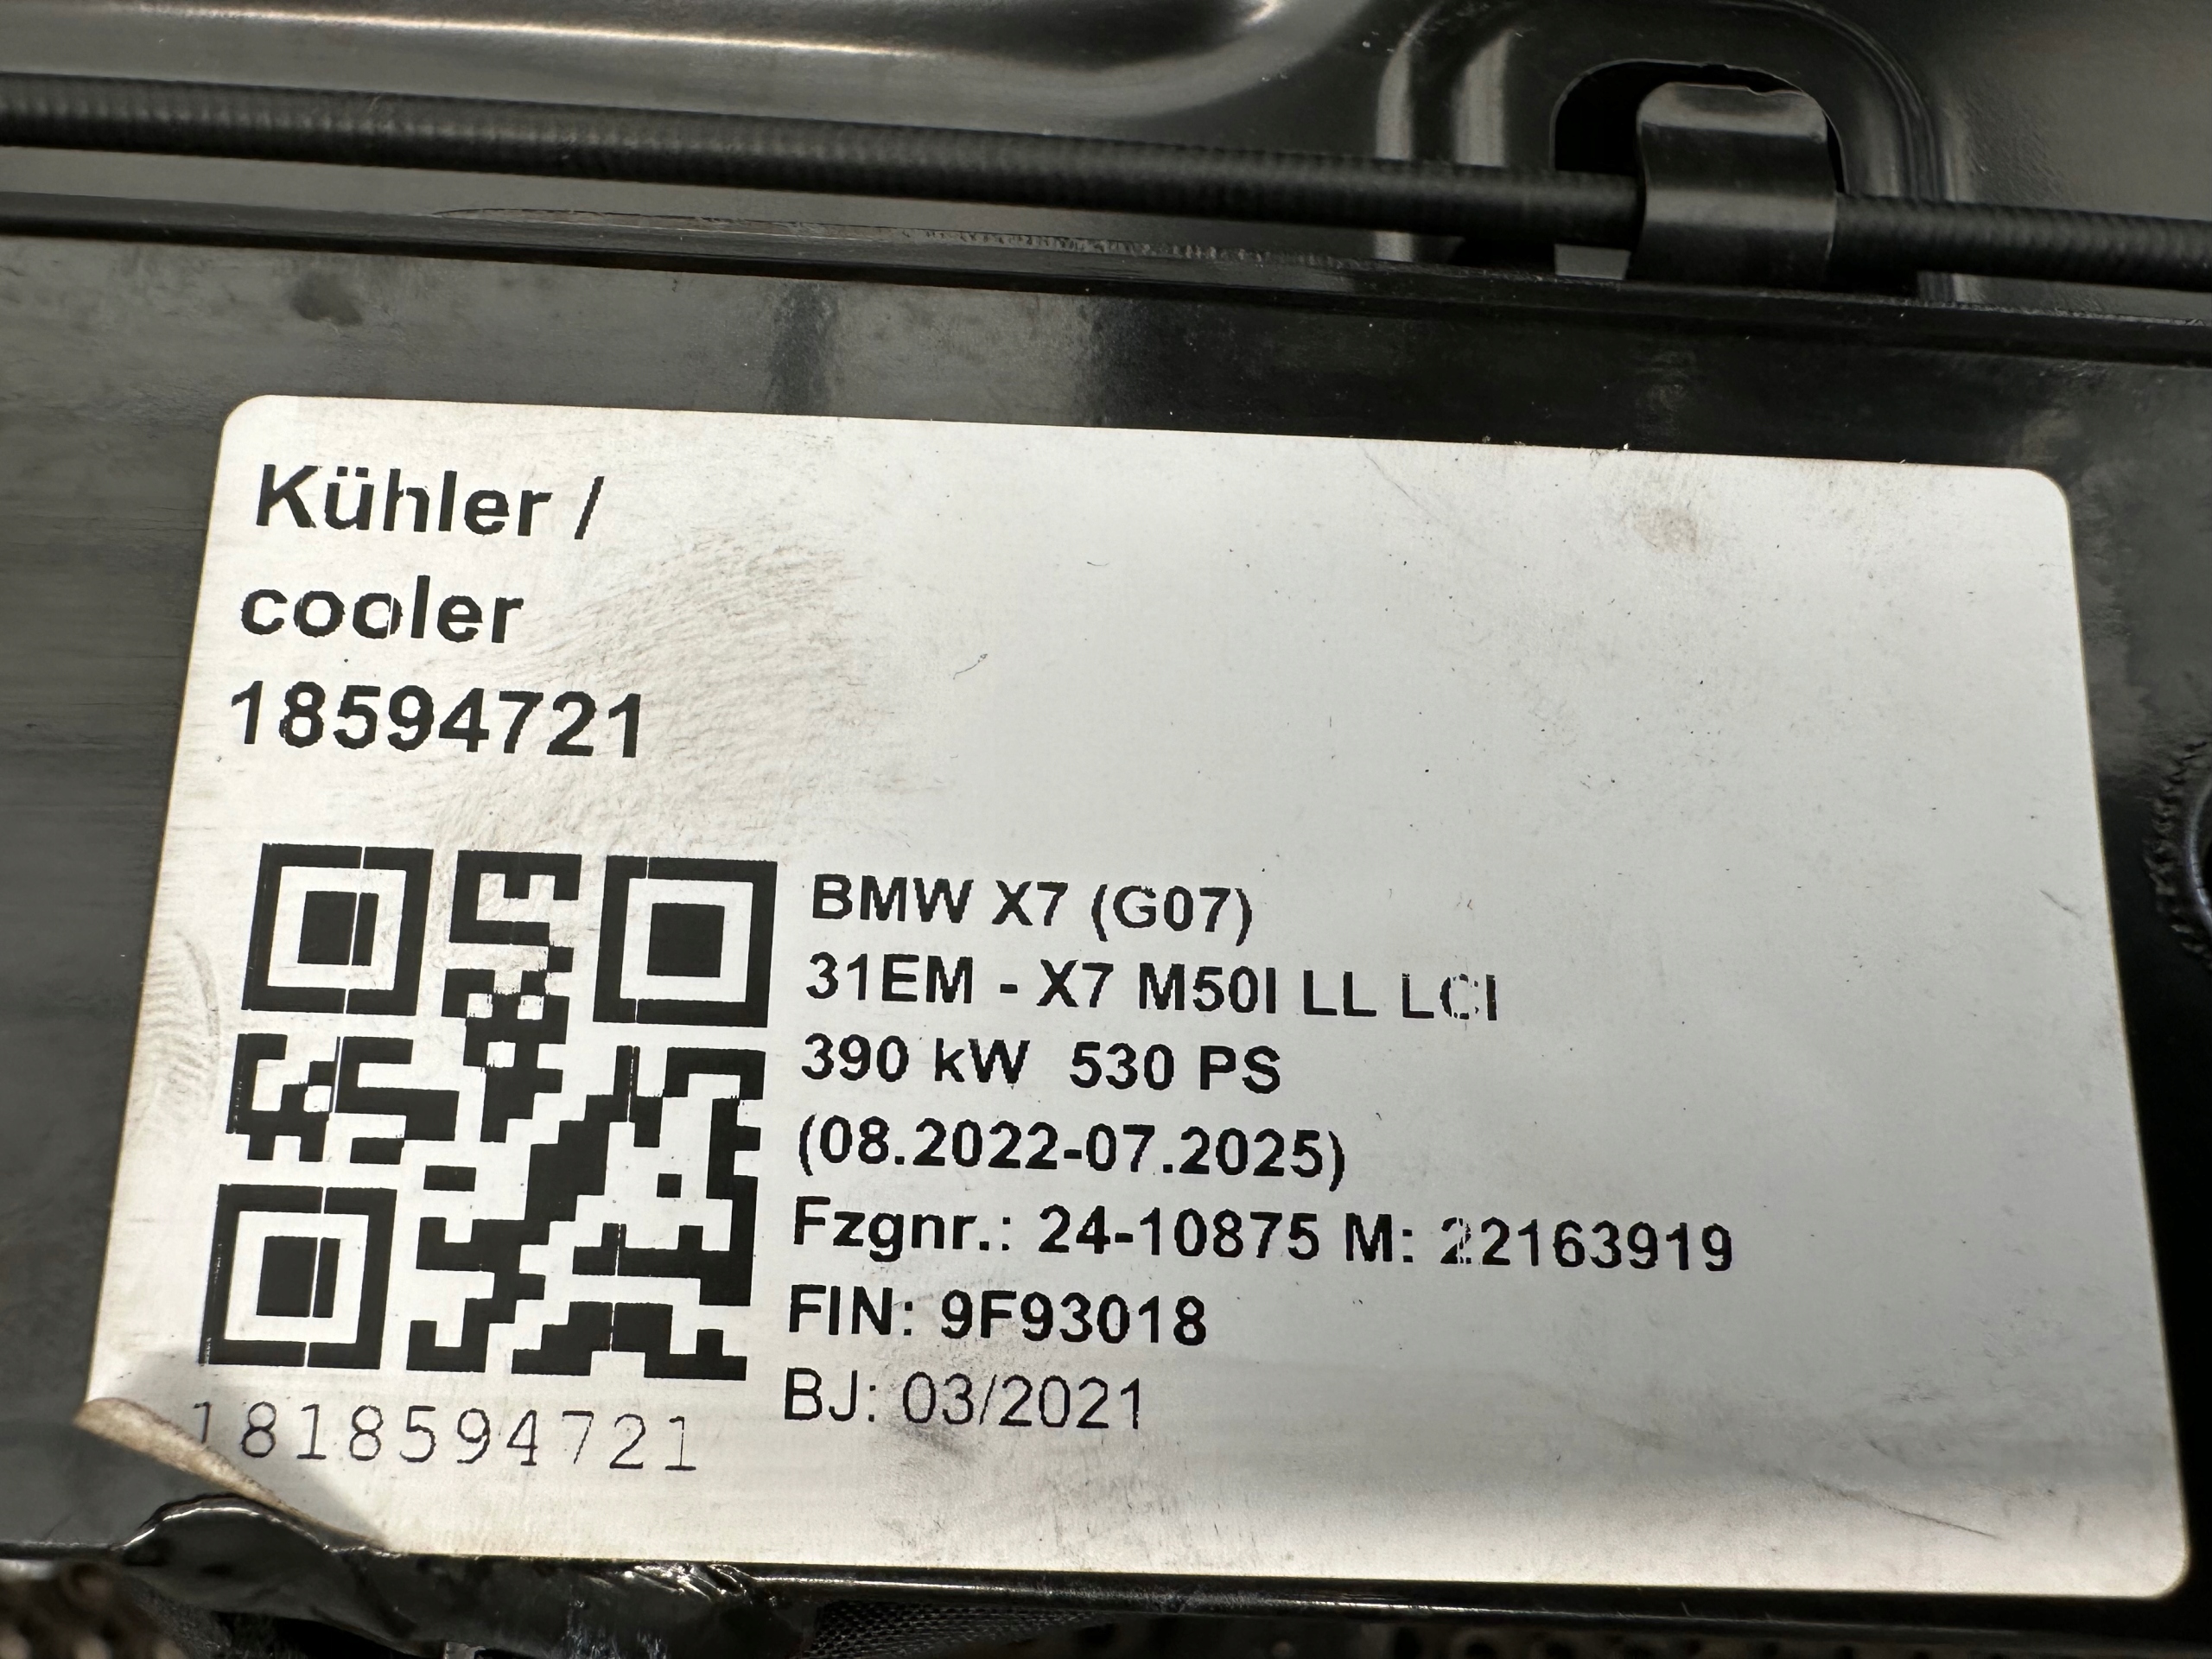 Kühler /
cooler
18594721
BMW X7 (G07)
31EM - X7 M50I LL LCI
390 kW 530 PS
(08.2022-07.2025)
Fzgnr.: 24-10875 M: 22163919
FIN: 9F93018
BJ: 03/2021
1818594721